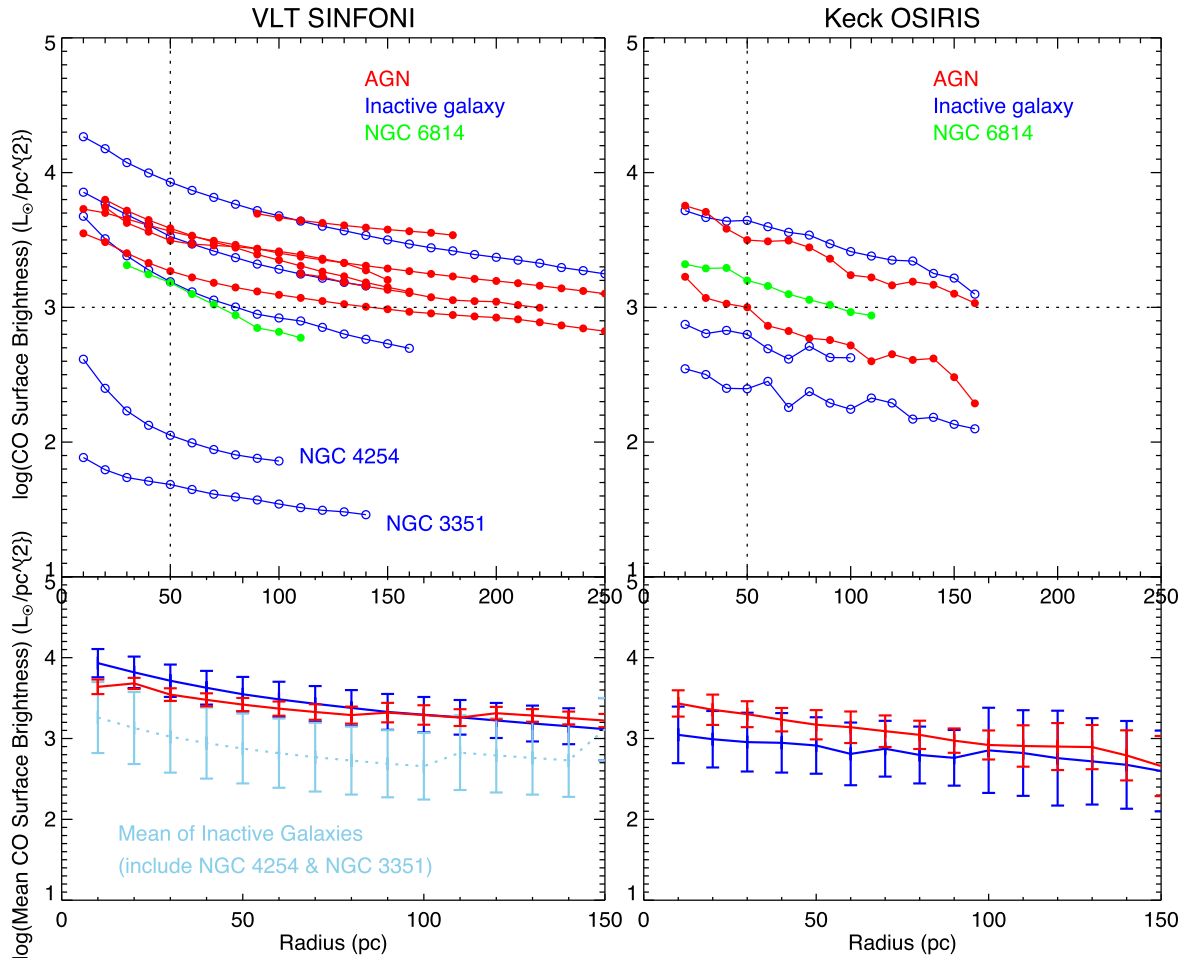 VLT SINFONI
Keck OSIRIS
log(CO Surface Brightness) (L☉/pc^{2})
5
4
3
2
1
AGN
Inactive galaxy
NGC 6814
NGC 4254
NGC 3351
0 50 100 150 200 250
5
4
3
2
1
AGN
Inactive galaxy
NGC 6814
0 50 100 150 200 250
log(Mean CO Surface Brightness) (L☉/pc^{2})
5
4
3
2
1
Mean of Inactive Galaxies
(include NGC 4254 & NGC 3351)
0 50 100 150
Radius (pc)
5
4
3
2
1
0 50 100 150
Radius (pc)